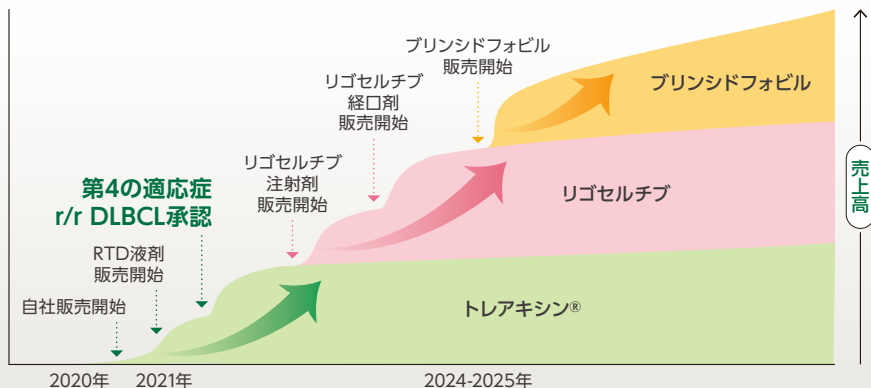 ブリンシドフォビル
販売開始
リゴセルチブ
経口剤
販売開始
ブリンシドフォビル
リゴセルチブ
注射剤
販売開始
第4の適応症
r/r DLBCL承認
リゴセルチブ
売上高
RTD液剤
販売開始
自社販売開始
トレアキシン®
2020年
2021年
2024-2025年